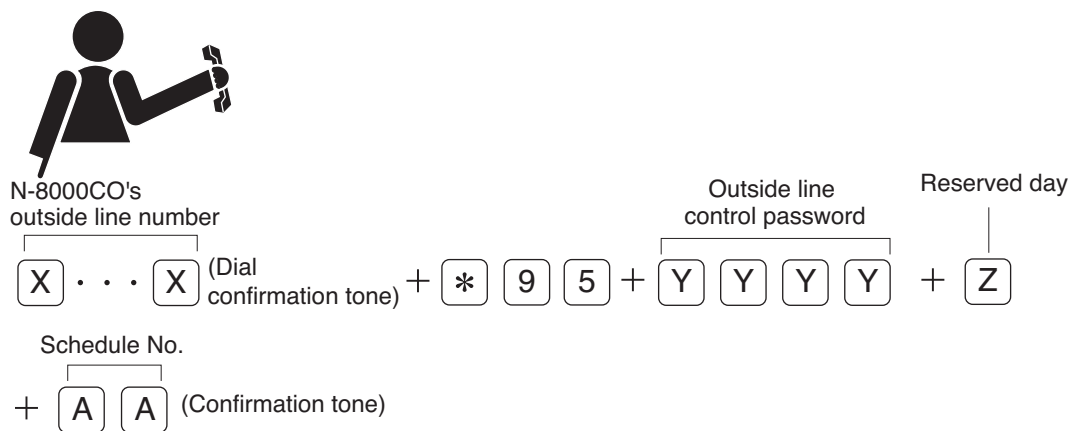 N-8000CO's
outside line number
Outside line
control password
Reserved day
X · · · X (Dial
confirmation tone) + * 9 5 + Y Y Y Y + Z
Schedule No.
+ A A (Confirmation tone)